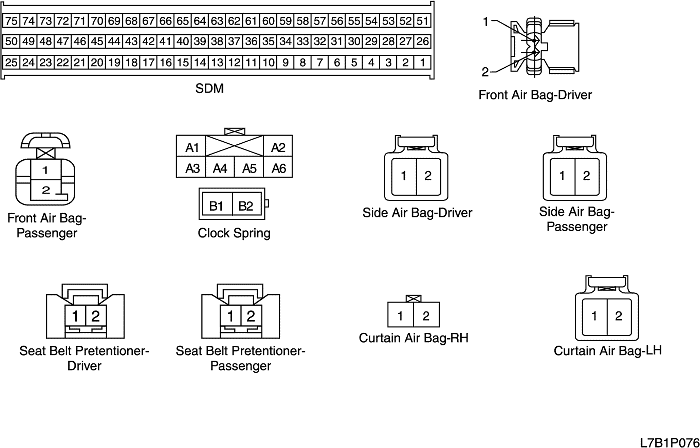 75 74 73 72 71 70 69 68 67 66 65 64 63 62 61 60 59 58 57 56 55 54 53 52 51
50 49 48 47 46 45 44 43 42 41 40 39 38 37 36 35 34 33 32 31 30 29 28 27 26
25 24 23 22 21 20 19 18 17 16 15 14 13 12 11 10 9 8 7 6 5 4 3 2 1
SDM
1
2
Front Air Bag-Driver
1
2
Front Air Bag-
Passenger
A1 A2
A3 A4 A5 A6
B1 B2
Clock Spring
1 2
Side Air Bag-Driver
1 2
Side Air Bag-
Passenger
1 2
Seat Belt Pretentioner-
Driver
1 2
Seat Belt Pretentioner-
Passenger
1 2
Curtain Air Bag-RH
1 2
Curtain Air Bag-LH
L7B1P076